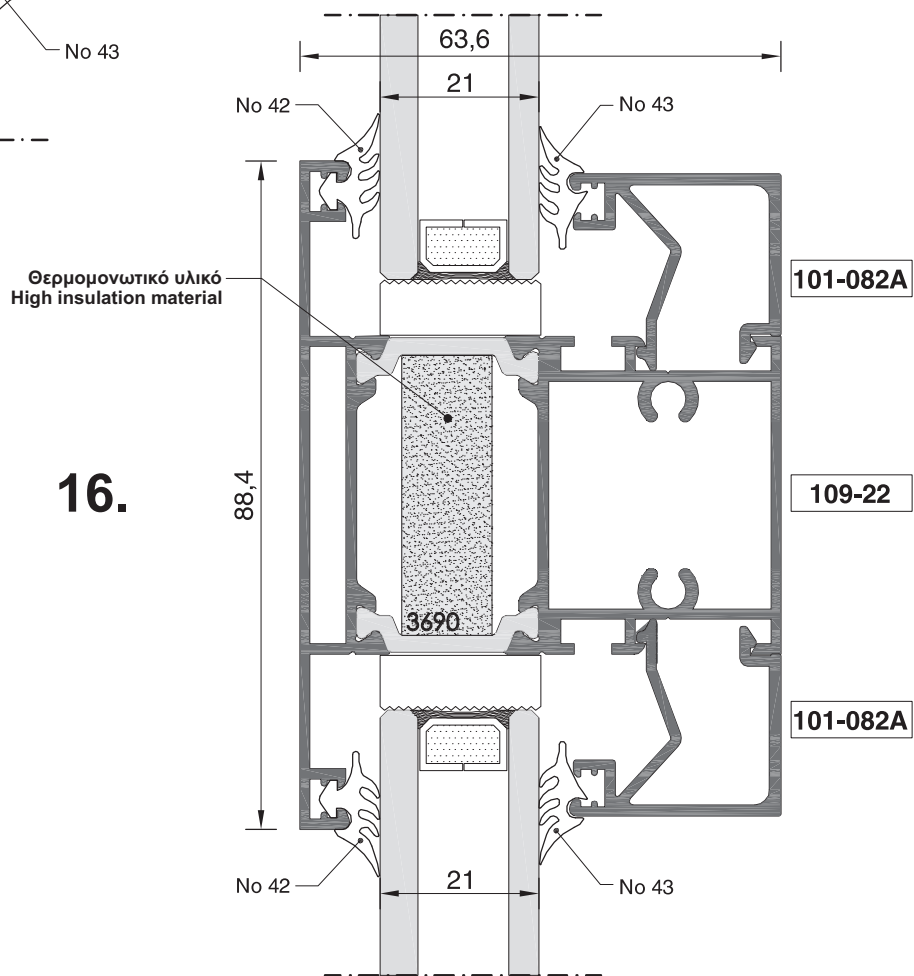 No 43
63,6
21
No 42
No 43
Θερμομονωτικό υλικό
High insulation material
101-082A
16.
88,4
109-22
3690
101-082A
No 42
21
No 43